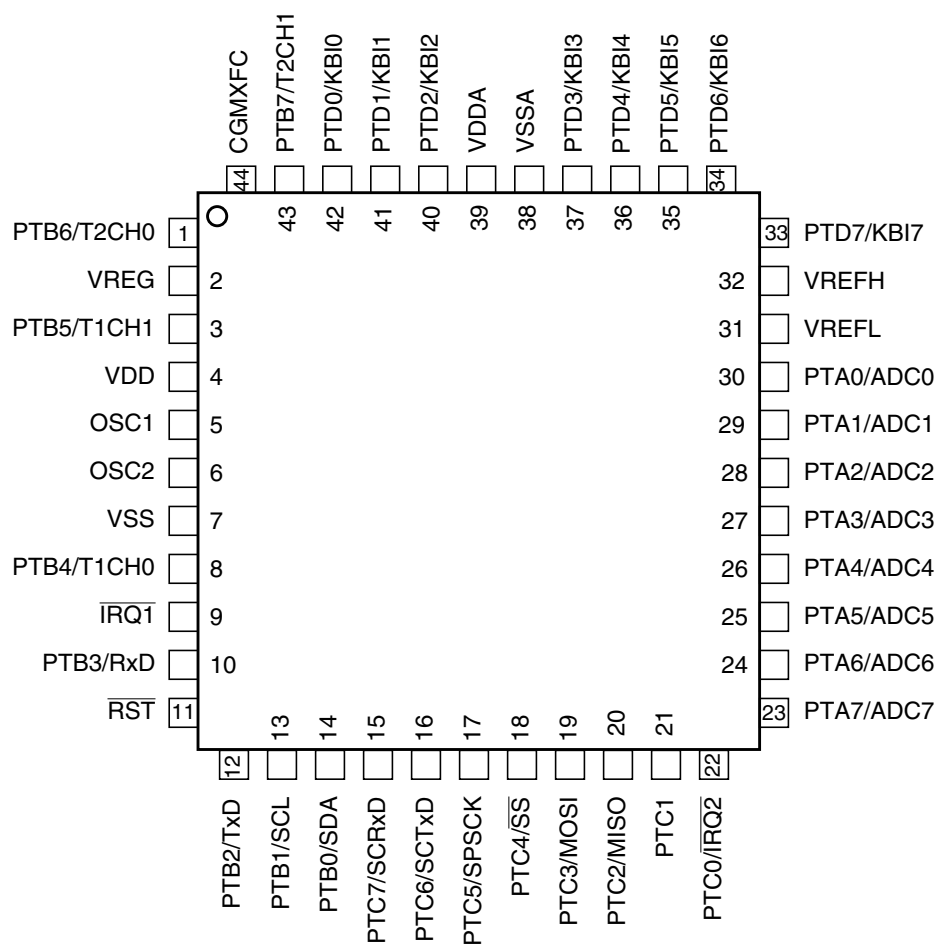 CGMXFC
PTB7/T2CH1
PTD0/KBI0
PTD1/KBI1
PTD2/KBI2
VDDA
VSSA
PTD3/KBI3
PTD4/KBI4
PTD5/KBI5
PTD6/KBI6
44
43
42
41
40
39
38
37
36
35
34
PTB6/T2CH0 1
VREG 2
PTB5/T1CH1 3
VDD 4
OSC1 5
OSC2 6
VSS 7
PTB4/T1CH0 8
IRQ1 9
PTB3/RxD 10
RST 11
33 PTD7/KBI7
32 VREFH
31 VREFL
30 PTA0/ADC0
29 PTA1/ADC1
28 PTA2/ADC2
27 PTA3/ADC3
26 PTA4/ADC4
25 PTA5/ADC5
24 PTA6/ADC6
23 PTA7/ADC7
12
13
14
15
16
17
18
19
20
21
22
PTB2/TxD
PTB1/SCL
PTB0/SDA
PTC7/SCRxD
PTC6/SCTxD
PTC5/SPSCK
PTC4/SS
PTC3/MOSI
PTC2/MISO
PTC1
PTC0/IRQ2